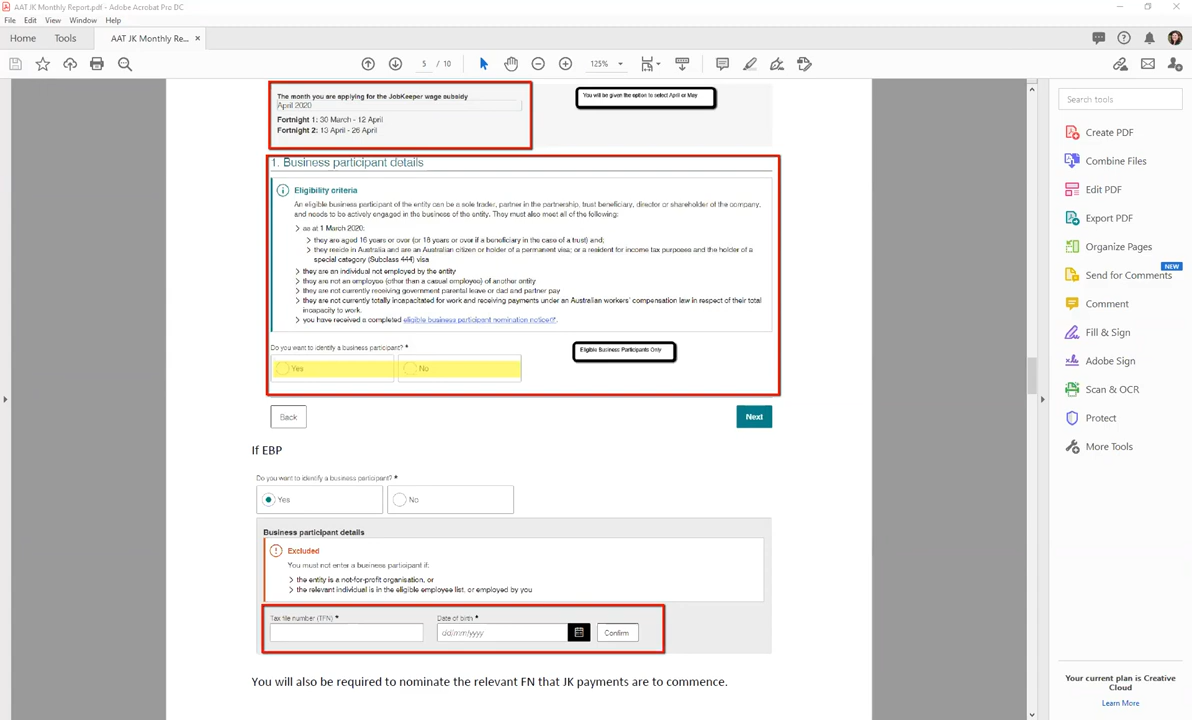 AAT JK Monthly Report.pdf - Adobe Acrobat Pro DC
File Edit View Window Help
Home Tools AAT JK Monthly Re... ×
5 / 10 125%
The month you are applying for the JobKeeper wage subsidy
April 2020
Fortnight 1: 30 March - 12 April
Fortnight 2: 13 April - 26 April
You will be given the option to select April or May
1. Business participant details
Eligibility criteria
An eligible business participant of the entity can be a sole trader, partner in the partnership, trust beneficiary, director or shareholder of the company,
and needs to be actively engaged in the business of the entity. They must also meet all of the following:
as at 1 March 2020:
they are aged 16 years or over (or 18 years or over if a beneficiary in the case of a trust) and;
they reside in Australia and are an Australian citizen or holder of a permanent visa; or a resident for income tax purposes and the holder of a
special category (Subclass 444) visa
they are an individual not employed by the entity
they are not an employee (other than a casual employee) of another entity
they are not currently receiving government parental leave or dad and partner pay
they are not currently totally incapacitated for work and receiving payments under an Australian workers' compensation law in respect of their total
incapacity to work.
you have received a completed eligible business participant nomination notice.
Do you want to identify a business participant? *
Yes No
Eligible Business Participants Only
Back Next
If EBP
Do you want to identify a business participant? *
Yes No
Business participant details
Excluded
You must not enter a business participant if:
the entity is a not-for-profit organisation, or
the relevant individual is in the eligible employee list, or employed by you
Tax file number (TFN) * Date of birth *
dd/mm/yyyy Confirm
You will also be required to nominate the relevant FN that JK payments are to commence.
Search tools
Create PDF
Combine Files
Edit PDF
Export PDF
Organize Pages
NEW
Send for Comments
Comment
Fill & Sign
Adobe Sign
Scan & OCR
Protect
More Tools
Your current plan is Creative
Cloud
Learn More